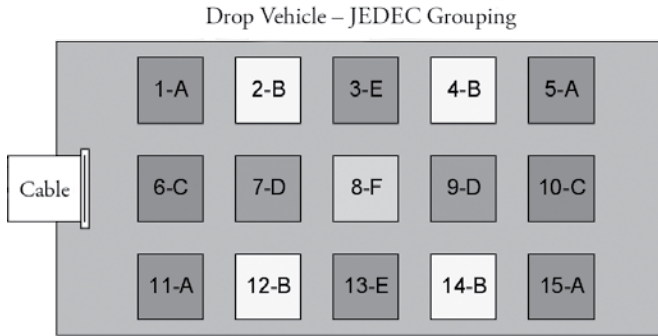 Drop Vehicle – JEDEC Grouping
1-A 2-B 3-E 4-B 5-A
Cable 6-C 7-D 8-F 9-D 10-C
11-A 12-B 13-E 14-B 15-A